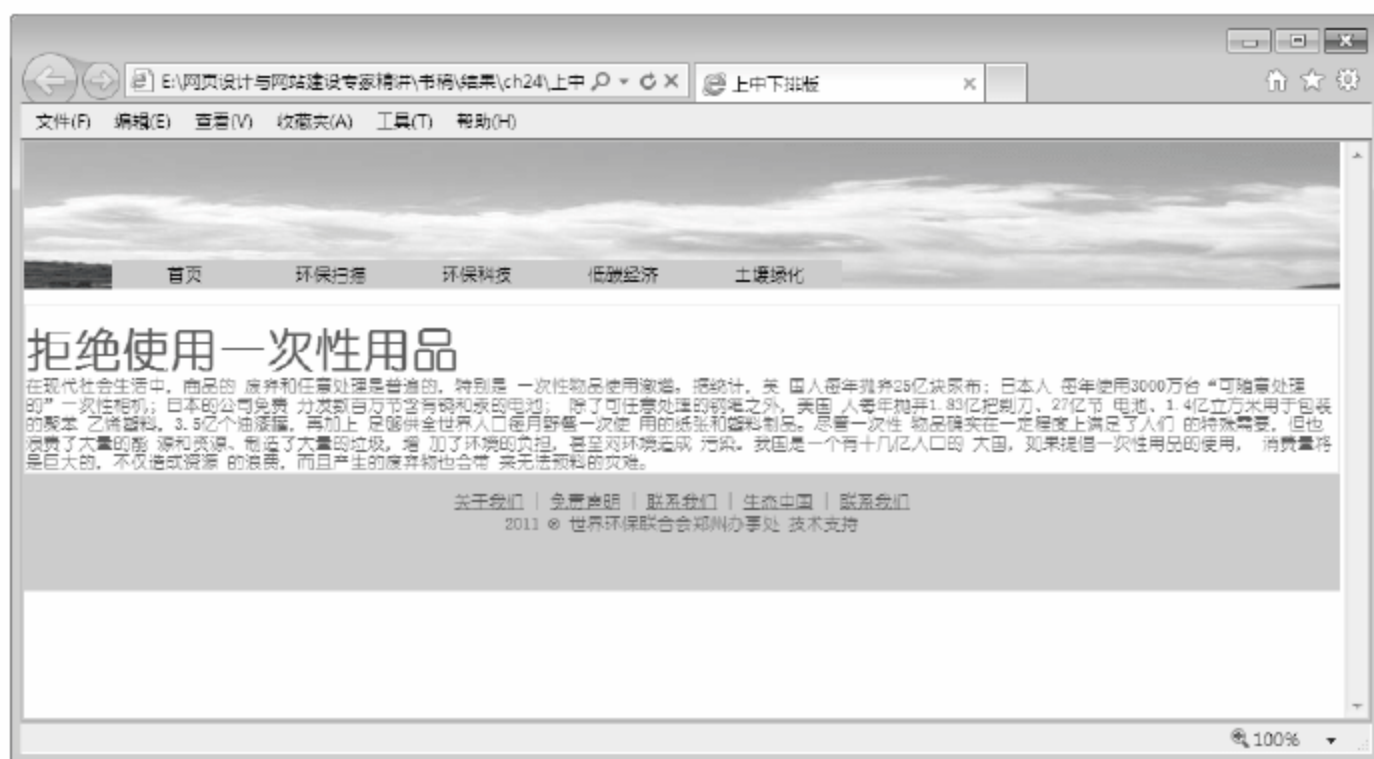 E:\网页设计与网站建设专家精讲\书稿\结果\ch24\上中
上中下排版
文件(F) 编辑(E) 查看(V) 收藏夹(A) 工具(T) 帮助(H)
首页 环保扫描 环保科技 低碳经济 土壤绿化
拒绝使用一次性用品
在现代社会生活中，商品的 废弃和任意处理是普遍的，特别是 一次性物品使用激增。据统计，英 国人每年抛弃25亿块尿布；日本人 每年使用3000万台“可随意处理
的”一次性相机；日本的公司免费 分发数百万节含有镉和汞的电池； 除了可任意处理的钢笔之外，美国 人每年抛弃1.83亿把剃刀、27亿节 电池、1.4亿立方米用于包装
的聚苯 乙烯塑料，3.5亿个油漆罐，再加上 足够供全世界人口每月野餐一次使 用的纸张和塑料制品。尽管一次性 物品确实在一定程度上满足了人们 的特殊需要，但也
浪费了大量的能 源和资源、制造了大量的垃圾，增 加了环境的负担，甚至对环境造成 污染。我国是一个有十几亿人口的 大国，如果提倡一次性用品的使用， 消费量将
是巨大的，不仅造成资源 的浪费，而且产生的废弃物也会带 来无法预料的灾难。
关于我们 | 免责声明 | 联系我们 | 生态中国 | 联系我们
2011 © 世界环保联合会郑州办事处 技术支持
100%